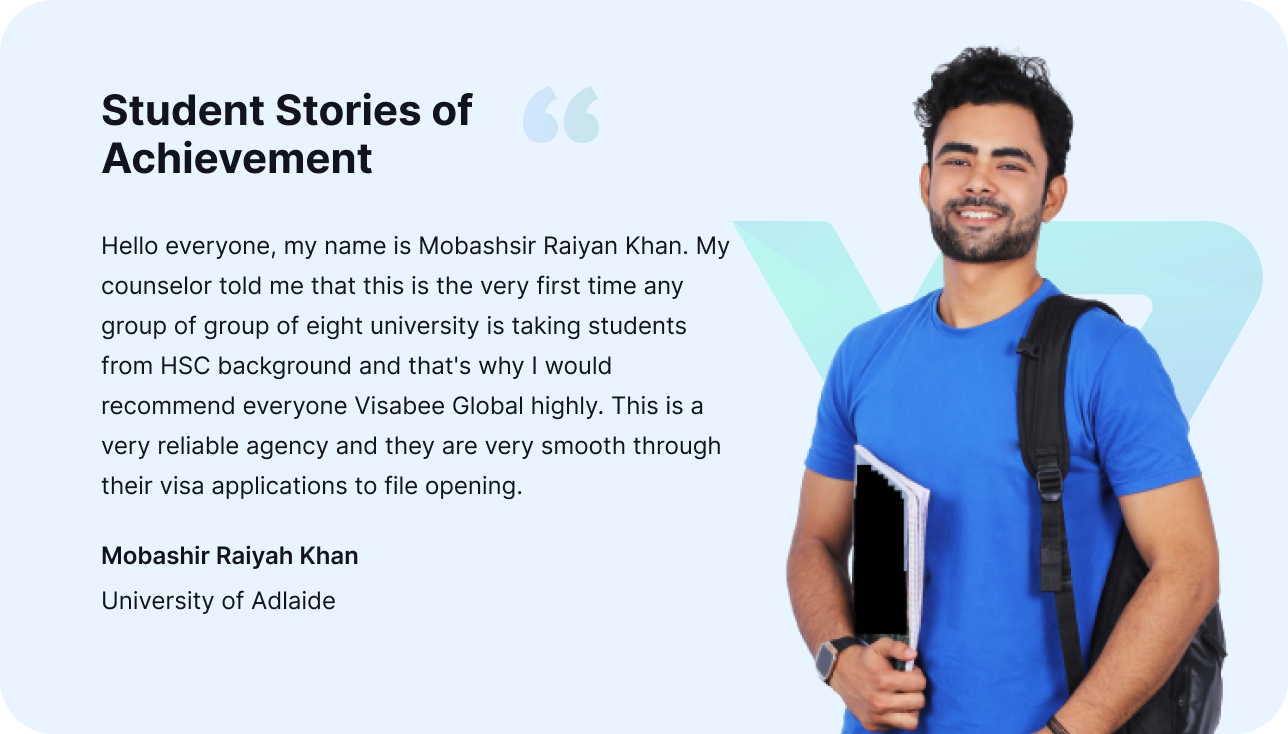 Student Stories of
Achievement
“
Hello everyone, my name is Mobashsir Raiyan Khan. My
counselor told me that this is the very first time any
group of group of eight university is taking students
from HSC background and that's why I would
recommend everyone Visabee Global highly. This is a
very reliable agency and they are very smooth through
their visa applications to file opening.
Mobashir Raiyah Khan
University of Adlaide